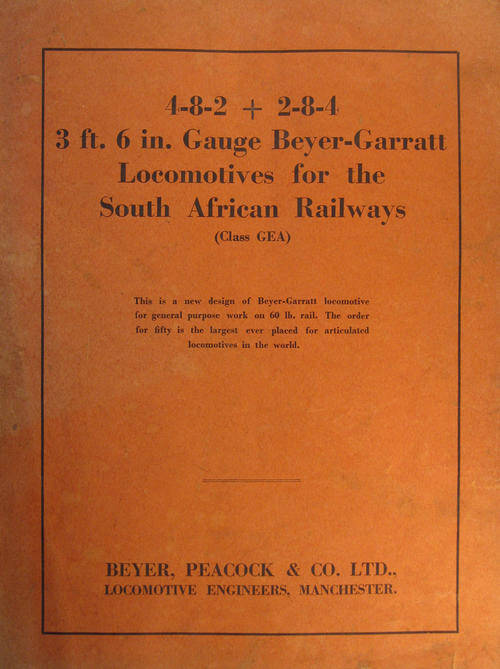 4-8-2 + 2-8-4
3 ft. 6 in. Gauge Beyer-Garratt
Locomotives for the
South African Railways
(Class GEA)
This is a new design of Beyer-Garratt locomotive
for general purpose work on 60 lb. rail. The order
for fifty is the largest ever placed for articulated
locomotives in the world.
BEYER, PEACOCK & CO. LTD.,
LOCOMOTIVE ENGINEERS, MANCHESTER.